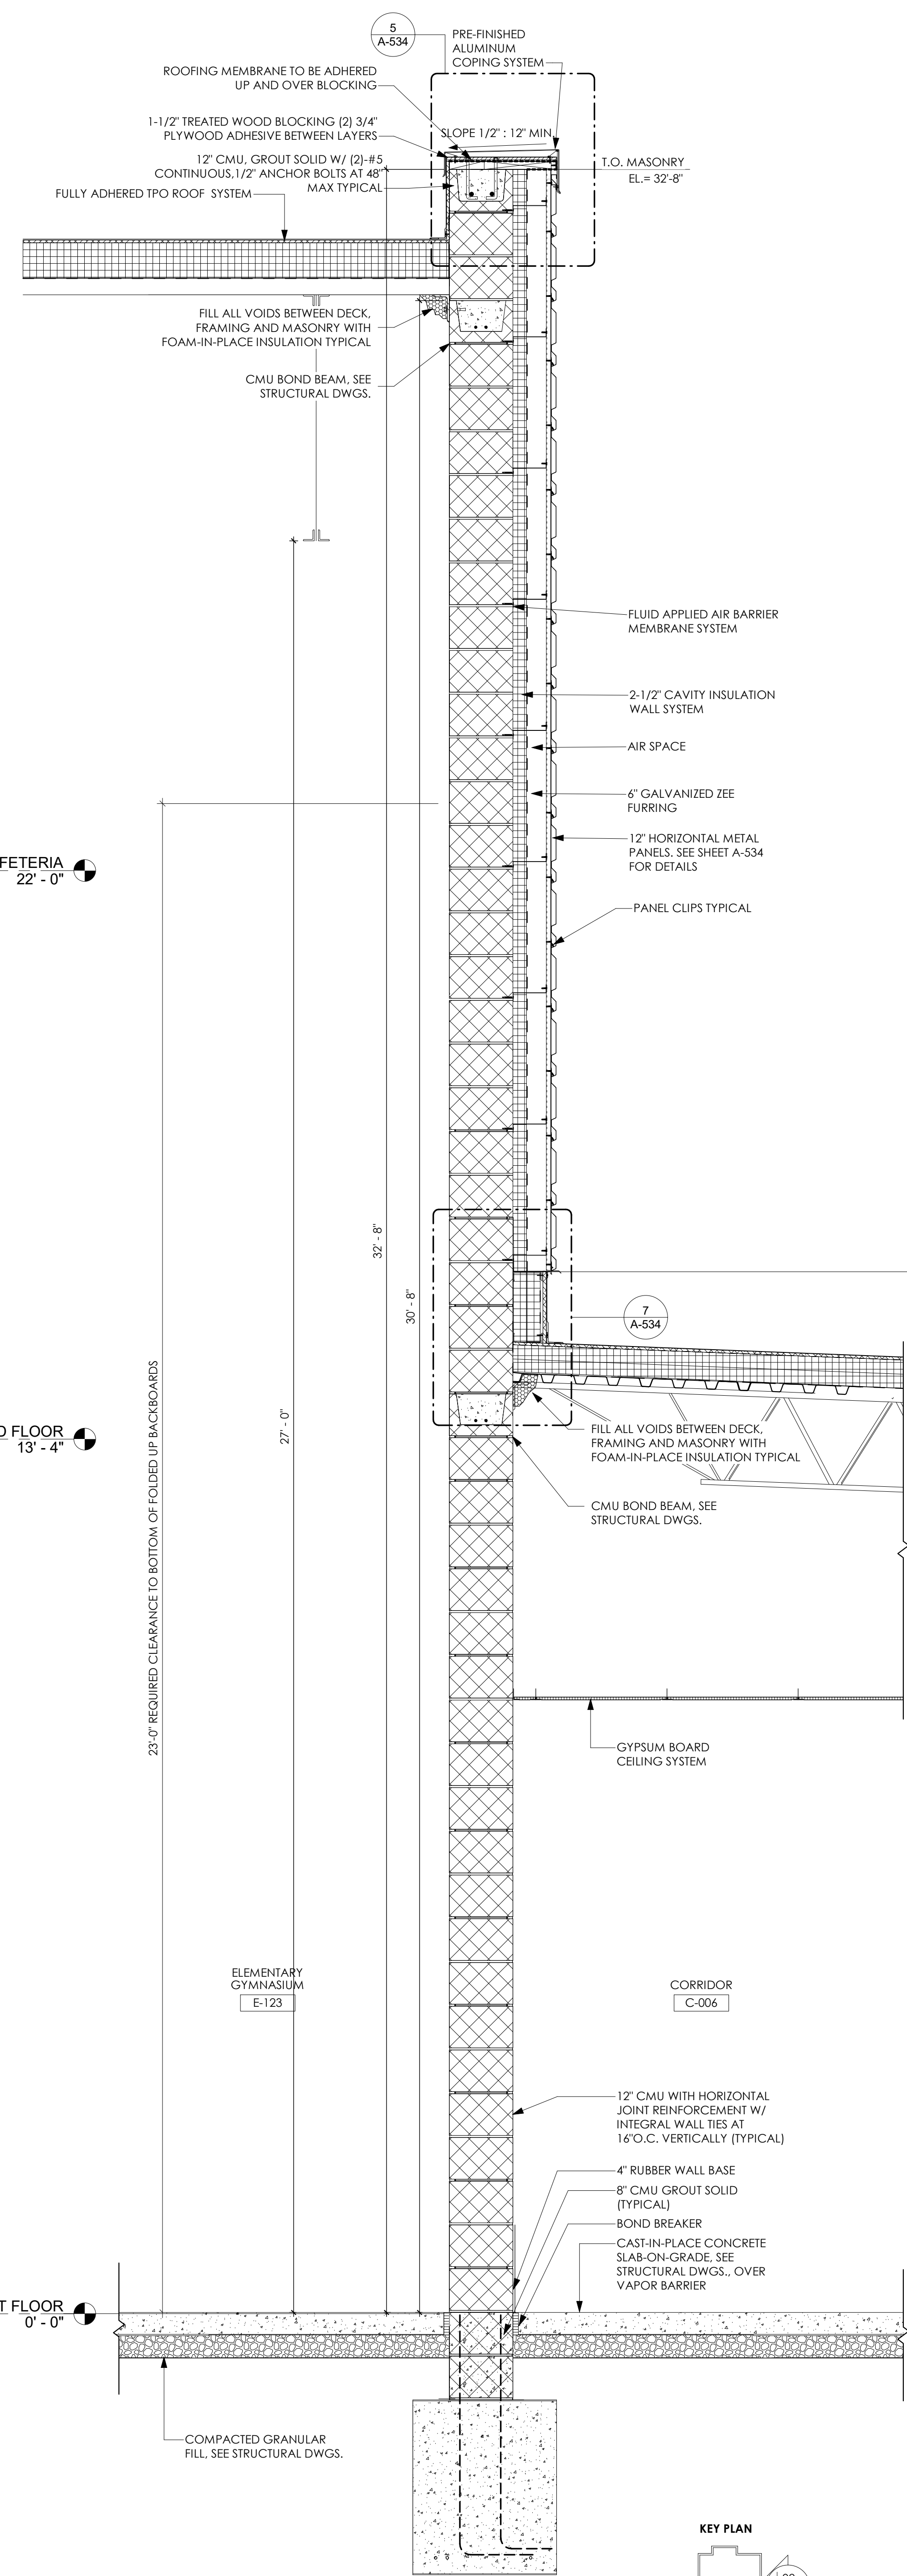 5
A-534
PRE-FINISHED
ALUMINUM
COPING SYSTEM
ROOFING MEMBRANE TO BE ADHERED
UP AND OVER BLOCKING
1-1/2" TREATED WOOD BLOCKING (2) 3/4"
PLYWOOD ADHESIVE BETWEEN LAYERS
SLOPE 1/2" : 12" MIN.
12" CMU, GROUT SOLID W/ (2)-#5
CONTINUOUS,1/2" ANCHOR BOLTS AT 48"
MAX TYPICAL
T.O. MASONRY
EL.= 32'-8"
FULLY ADHERED TPO ROOF SYSTEM
FILL ALL VOIDS BETWEEN DECK,
FRAMING AND MASONRY WITH
FOAM-IN-PLACE INSULATION TYPICAL
CMU BOND BEAM, SEE
STRUCTURAL DWGS.
FLUID APPLIED AIR BARRIER
MEMBRANE SYSTEM
2-1/2" CAVITY INSULATION
WALL SYSTEM
AIR SPACE
6" GALVANIZED ZEE
FURRING
12" HORIZONTAL METAL
PANELS. SEE SHEET A-534
FOR DETAILS
FETERIA
22' - 0"
PANEL CLIPS TYPICAL
32' - 8"
30' - 8"
7
A-534
27' - 0"
23'-0" REQUIRED CLEARANCE TO BOTTOM OF FOLDED UP BACKBOARDS
FLOOR
13' - 4"
FILL ALL VOIDS BETWEEN DECK,
FRAMING AND MASONRY WITH
FOAM-IN-PLACE INSULATION TYPICAL
CMU BOND BEAM, SEE
STRUCTURAL DWGS.
GYPSUM BOARD
CEILING SYSTEM
ELEMENTARY
GYMNASIUM
E-123
CORRIDOR
C-006
12" CMU WITH HORIZONTAL
JOINT REINFORCEMENT W/
INTEGRAL WALL TIES AT
16"O.C. VERTICALLY (TYPICAL)
4" RUBBER WALL BASE
8" CMU GROUT SOLID
(TYPICAL)
BOND BREAKER
CAST-IN-PLACE CONCRETE
SLAB-ON-GRADE, SEE
STRUCTURAL DWGS., OVER
VAPOR BARRIER
T FLOOR
0' - 0"
COMPACTED GRANULAR
FILL, SEE STRUCTURAL DWGS.
KEY PLAN